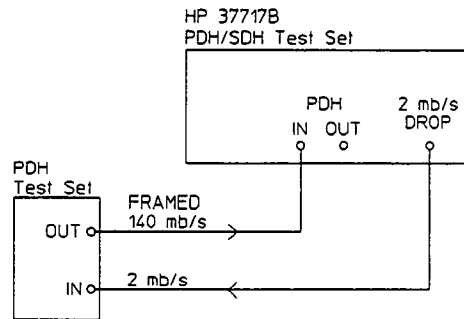 HP 37717B
PDH/SDH Test Set
PDH
IN OUT
2 mb/s
DROP
PDH
Test Set
OUT
FRAMED
140 mb/s
IN
2 mb/s